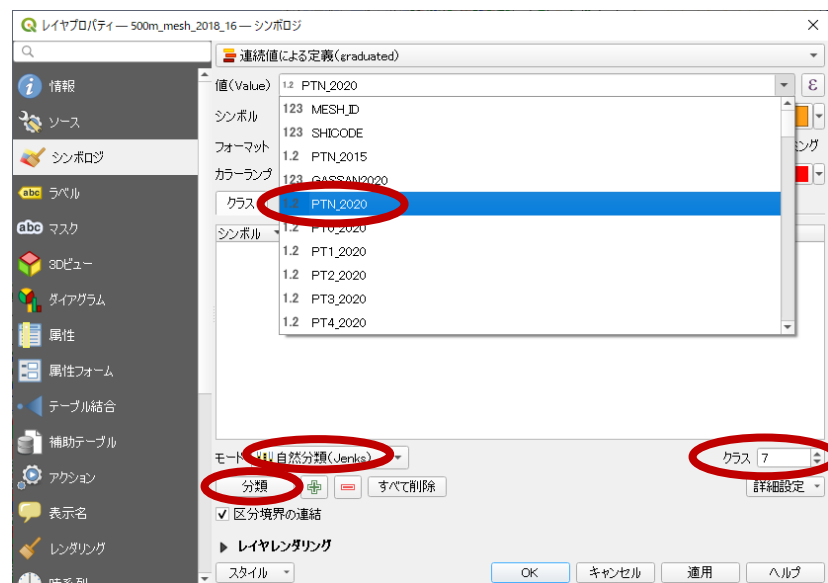 レイヤプロパティ — 500m_mesh_2018_16 — シンボロジ
連続値による定義(graduated)
情報
値(Value) 1.2 PTN_2020 ε
123 MESH_ID
ソース
シンボル
123 SHICODE
シンボロジ
フォーマット
1.2 PTN_2015
ミング
カラーランプ
123 GASSAN2020
abc ラベル
クラス
1.2 PTN_2020
abc マスク
シンボル
1.2 PT0_2020
3Dビュー
1.2 PT1_2020
ダイアグラム
1.2 PT2_2020
1.2 PT3_2020
属性
1.2 PT4_2020
属性フォーム
テーブル結合
補助テーブル
モード 自然分類(Jenks)
クラス 7
アクション
分類
すべて削除
詳細設定
表示名
区分境界の連結
レンダリング
レイヤレンダリング
時系列
スタイル
OK
キャンセル
適用
ヘルプ